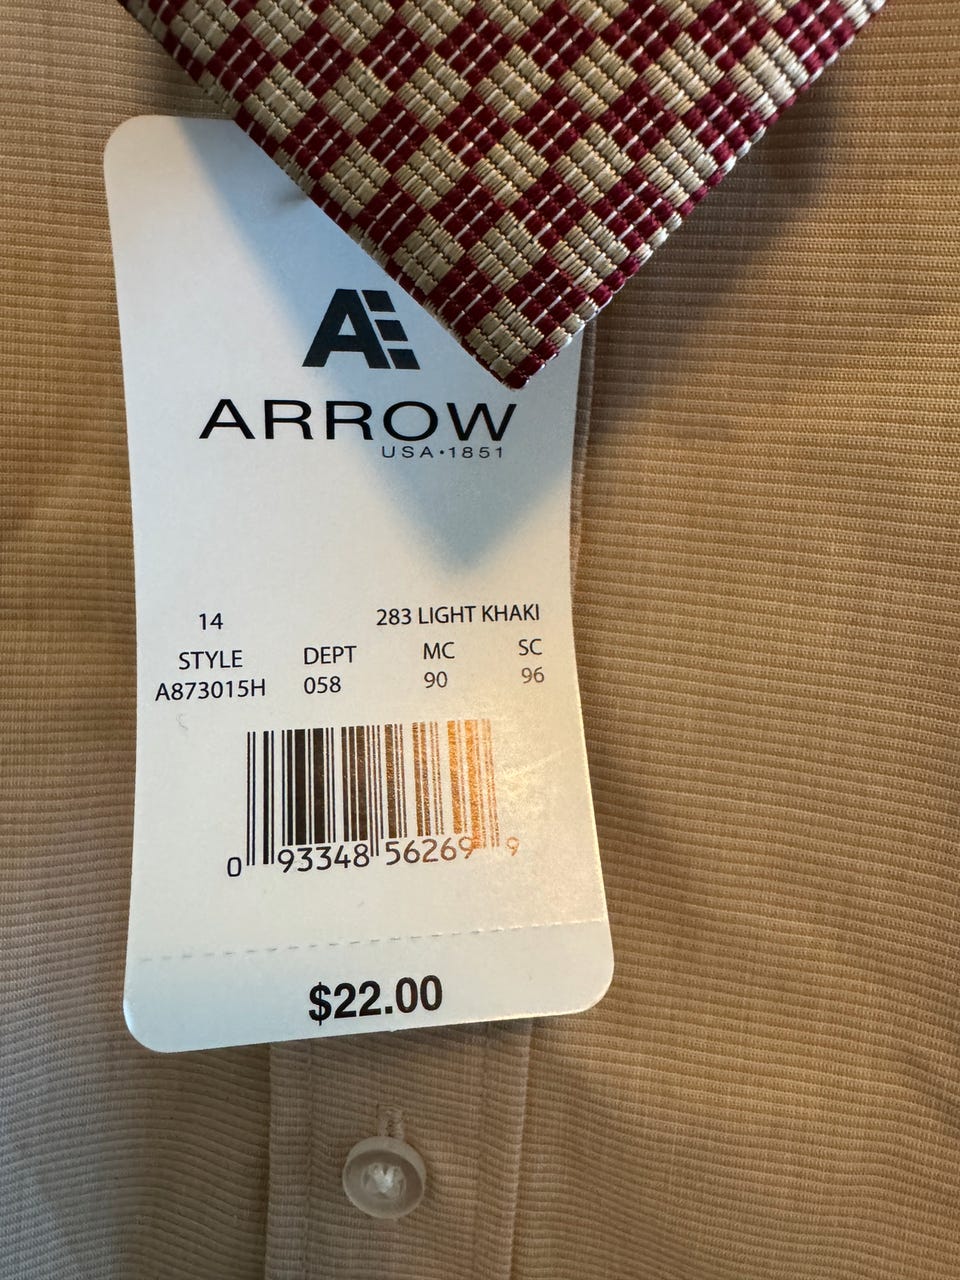 AE
ARROW
USA•1851
14 283 LIGHT KHAKI
STYLE DEPT MC SC
A873015H 058 90 96
0 93348 56269 9
$22.00